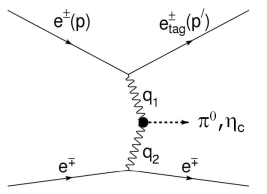 e±(p) e±tag(p′)
q1
π0,ηc
q2
e∓ e∓